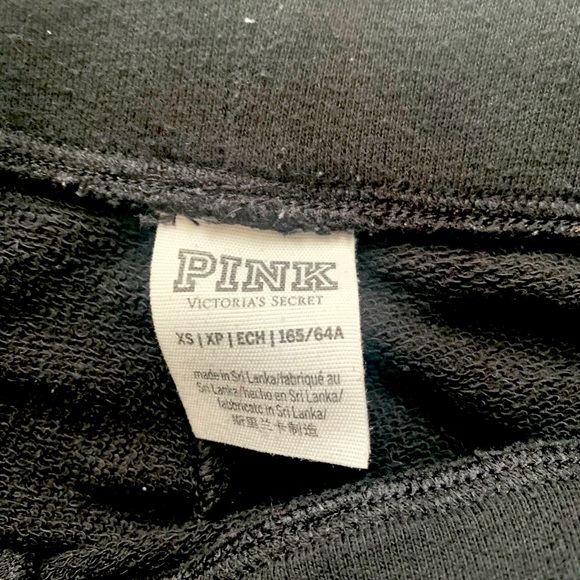 PINK
VICTORIA'S SECRET
XS | XP | ECH | 165/64A
made in Sri Lanka/fabriqué au
Sri Lanka/hecho en Sri Lanka/
fabbricato in Sri Lanka/
斯里兰卡制造